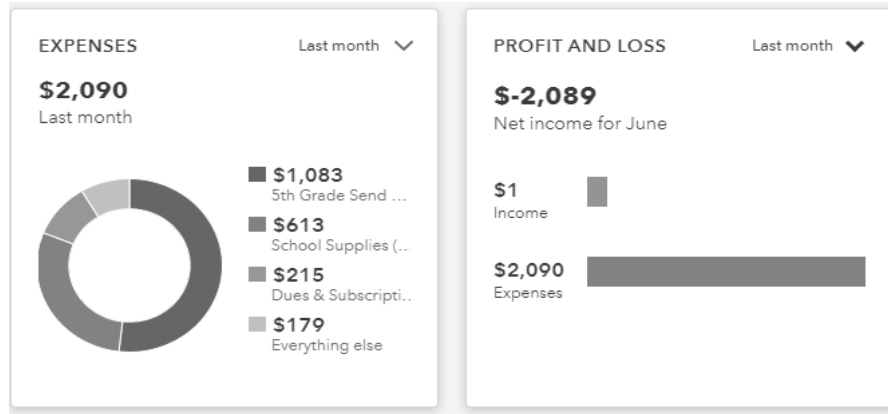 EXPENSES
Last month
$2,090
Last month
$1,083
5th Grade Send ...
$613
School Supplies (...
$215
Dues & Subscripti..
$179
Everything else
PROFIT AND LOSS
Last month
$-2,089
Net income for June
$1
Income
$2,090
Expenses